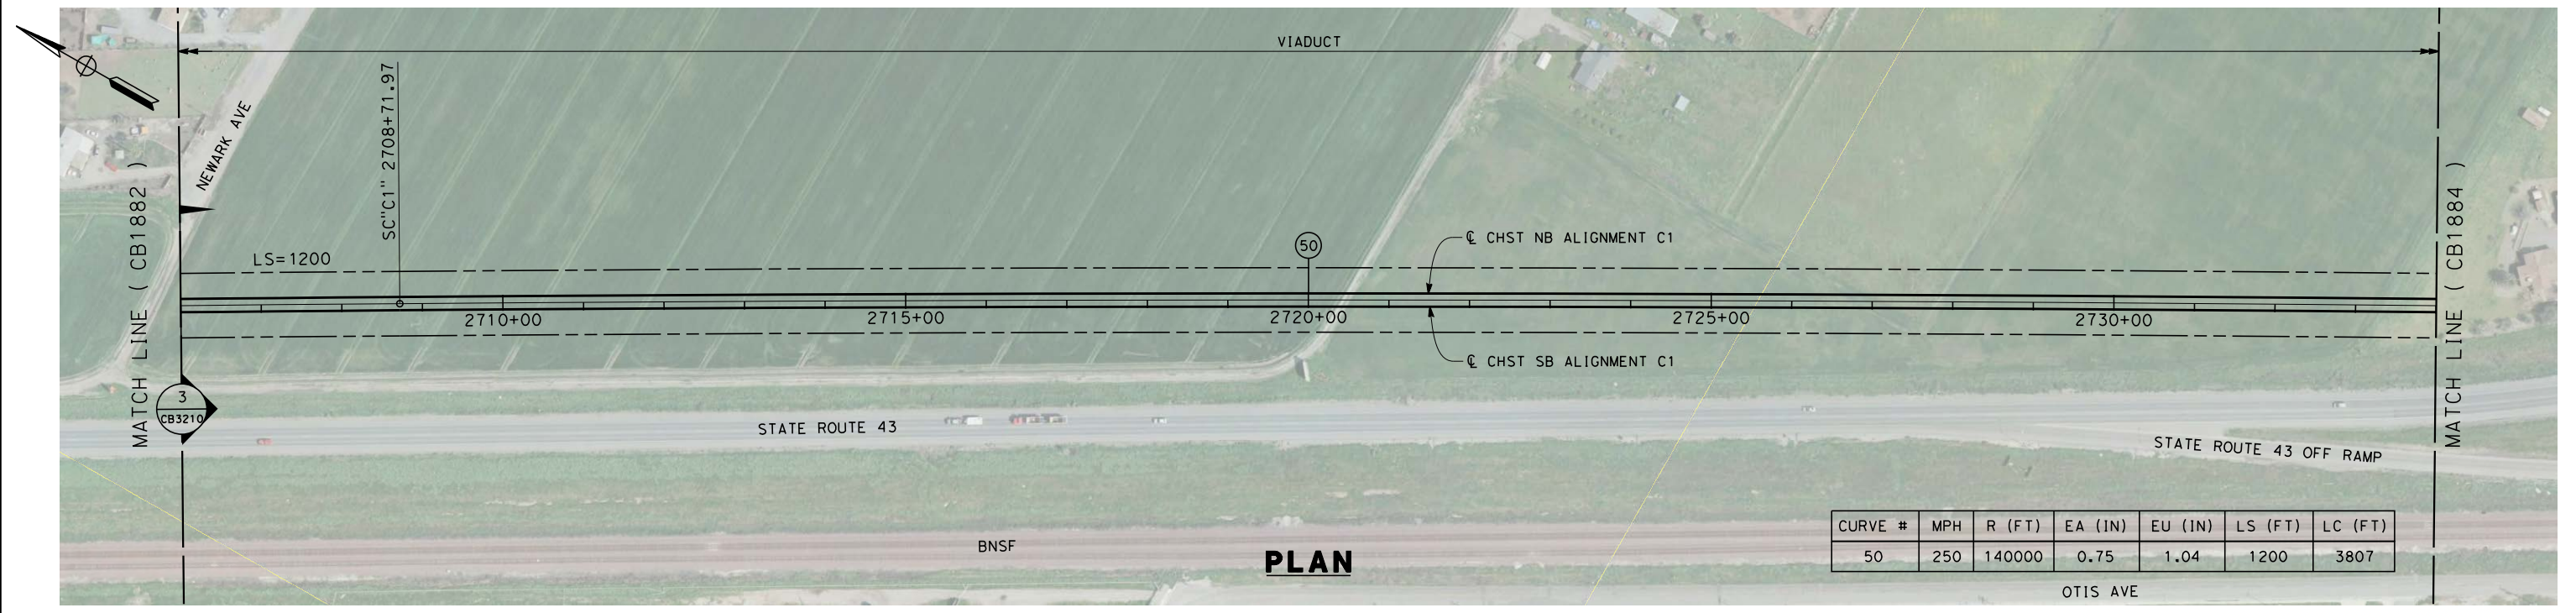 VIADUCT
SC"C1" 2708+71.97
NEWARK AVE
MATCH LINE ( CB1882 )
MATCH LINE ( CB1884 )
LS=1200
50
℄ CHST NB ALIGNMENT C1
2710+00
2715+00
2720+00
2725+00
2730+00
℄ CHST SB ALIGNMENT C1
3
CB3210
STATE ROUTE 43
STATE ROUTE 43 OFF RAMP
BNSF
PLAN
CURVE # MPH R (FT) EA (IN) EU (IN) LS (FT) LC (FT)
50 250 140000 0.75 1.04 1200 3807
OTIS AVE